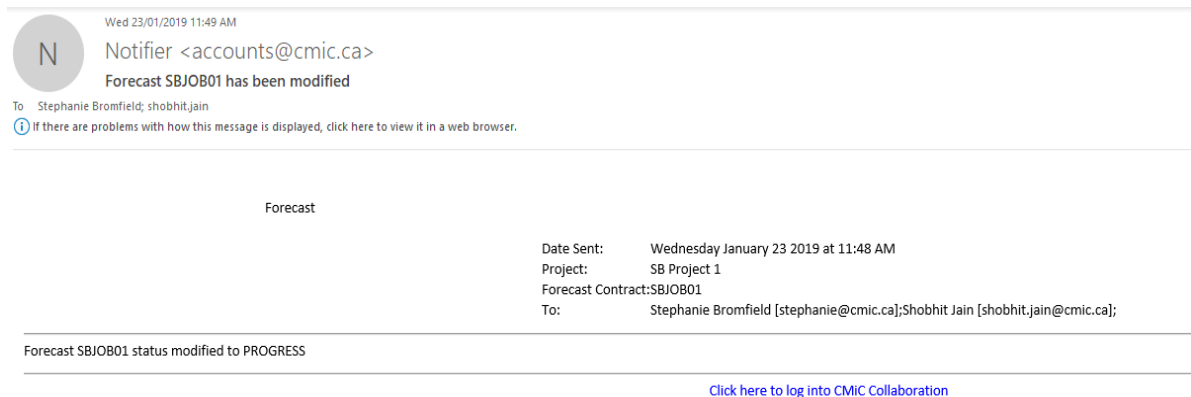 Wed 23/01/2019 11:49 AM
N
Notifier <accounts@cmic.ca>
Forecast SBJOB01 has been modified
To Stephanie Bromfield; shobhit.jain
If there are problems with how this message is displayed, click here to view it in a web browser.
Forecast
Date Sent: Wednesday January 23 2019 at 11:48 AM
Project: SB Project 1
Forecast Contract:SBJOB01
To: Stephanie Bromfield [stephanie@cmic.ca];Shobhit Jain [shobhit.jain@cmic.ca];
Forecast SBJOB01 status modified to PROGRESS
Click here to log into CMiC Collaboration